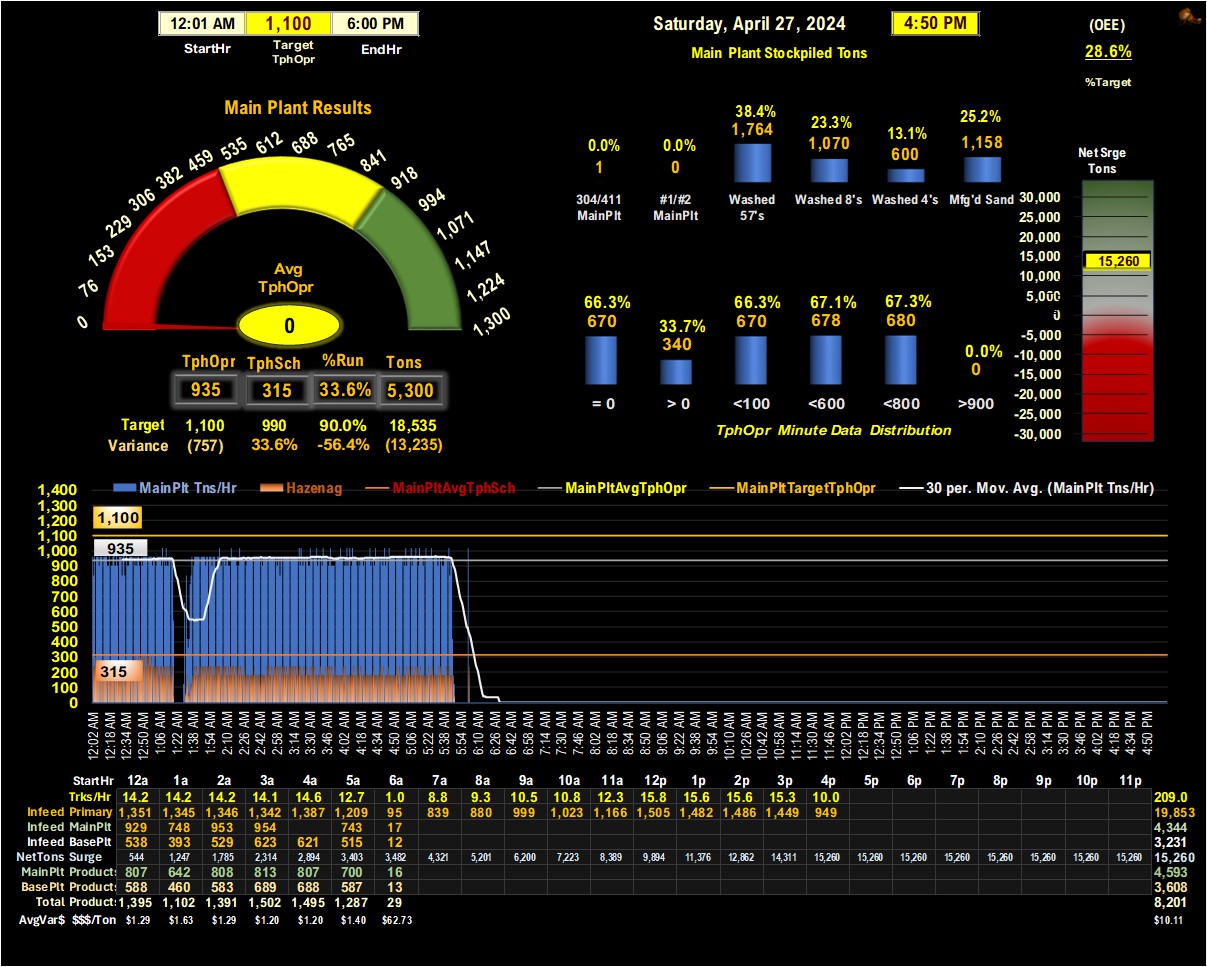 12:01 AM 1,100 6:00 PM
StartHr Target TphOpr EndHr
Saturday, April 27, 2024 4:50 PM
Main Plant Stockpiled Tons
(OEE)
28.6%
%Target
Main Plant Results
0 76 153 229 306 382 459 535 612 688 765 841 918 994 1,071 1,147 1,224 1,300
Avg
TphOpr
0
TphOpr TphSch %Run Tons
935 315 33.6% 5,300
Target 1,100 990 90.0% 18,535
Variance (757) 33.6% -56.4% (13,235)
0.0% 0.0% 38.4% 23.3% 13.1% 25.2%
1 0 1,764 1,070 600 1,158
304/411 MainPlt #1/#2 MainPlt Washed 57's Washed 8's Washed 4's Mfg'd Sand
66.3% 33.7% 66.3% 67.1% 67.3% 0.0%
670 340 670 678 680 0
= 0 > 0 <100 <600 <800 >900
TphOpr Minute Data Distribution
Net Srge
Tons
30,000
25,000
20,000
15,000
15,260
10,000
5,000
0
-5,000
-10,000
-15,000
-20,000
-25,000
-30,000
MainPlt Tns/Hr Hazenag MainPltAvgTphSch MainPltAvgTphOpr MainPltTargetTphOpr 30 per. Mov. Avg. (MainPlt Tns/Hr)
1,400
1,300
1,200
1,100
1,000
900
800
700
600
500
400
300
200
100
0
1,100
935
315
12:02 AM 12:18 AM 12:34 AM 12:50 AM 1:06 AM 1:22 AM 1:38 AM 1:54 AM 2:10 AM 2:26 AM 2:42 AM 2:58 AM 3:14 AM 3:30 AM 3:46 AM 4:02 AM 4:18 AM 4:34 AM 4:50 AM 5:06 AM 5:22 AM 5:38 AM 5:54 AM 6:10 AM 6:26 AM 6:42 AM 6:58 AM 7:14 AM 7:30 AM 7:46 AM 8:02 AM 8:18 AM 8:34 AM 8:50 AM 9:06 AM 9:22 AM 9:38 AM 9:54 AM 10:10 AM 10:26 AM 10:42 AM 10:58 AM 11:14 AM 11:30 AM 11:46 AM 12:02 PM 12:18 PM 12:34 PM 12:50 PM 1:06 PM 1:22 PM 1:38 PM 1:54 PM 2:10 PM 2:26 PM 2:42 PM 2:58 PM 3:14 PM 3:30 PM 3:46 PM 4:02 PM 4:18 PM 4:34 PM 4:50 PM
StartHr 12a 1a 2a 3a 4a 5a 6a 7a 8a 9a 10a 11a 12p 1p 2p 3p 4p 5p 6p 7p 8p 9p 10p 11p
Trks/Hr 14.2 14.2 14.2 14.1 14.6 12.7 1.0 8.8 9.3 10.5 10.8 12.3 15.8 15.6 15.6 15.3 10.0 209.0
Infeed Primary 1,351 1,345 1,346 1,342 1,387 1,209 95 839 880 999 1,023 1,166 1,505 1,482 1,486 1,449 949 19,853
Infeed MainPlt 929 748 953 954 743 17 4,344
Infeed BasePlt 538 393 529 623 621 515 12 3,231
NetTons Surge 544 1,247 1,785 2,314 2,894 3,403 3,482 4,321 5,201 6,200 7,223 8,389 9,894 11,376 12,862 14,311 15,260 15,260 15,260 15,260 15,260 15,260 15,260 15,260 15,260
MainPlt Products 807 642 808 813 807 700 16 4,593
BasePlt Products 588 460 583 689 688 587 13 3,608
Total Products 1,395 1,102 1,391 1,502 1,495 1,287 29 8,201
AvgVar$ $$$/Ton $1.29 $1.63 $1.29 $1.20 $1.20 $1.40 $62.73 $10.11